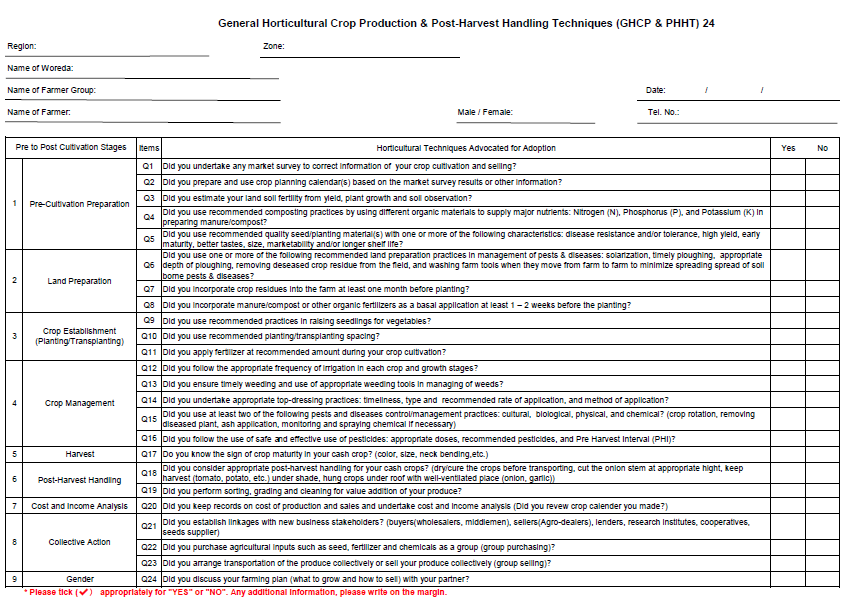 General Horticultural Crop Production & Post-Harvest Handling Techniques (GHCP & PHHT) 24
Region:
Zone:
Name of Woreda:
Name of Farmer Group:
Date: / /
Name of Farmer:
Male / Female:
Tel. No.:
Pre to Post Cultivation Stages Items Horticultural Techniques Advocated for Adoption Yes No
1 Pre-Cultivation Preparation
Q1 Did you undertake any market survey to correct information of your crop cultivation and selling?
Q2 Did you prepare and use crop planning calendar(s) based on the market survey results or other information?
Q3 Did you estimate your land soil fertility from yield, plant growth and soil observation?
Q4 Did you use recommended composting practices by using different organic materials to supply major nutrients: Nitrogen (N), Phosphorus (P), and Potassium (K) in
preparing manure/compost?
Q5 Did you use recommended quality seed/planting material(s) with one or more of the following characteristics: disease resistance and/or tolerance, high yield, early
maturity, better tastes, size, marketability and/or longer shelf life?
2 Land Preparation
Q6 Did you use one or more of the following recommended land preparation practices in management of pests & diseases: solarization, timely ploughing, appropriate
depth of ploughing, removing deseased crop residue from the field, and washing farm tools when they move from farm to farm to minimize spreading spread of soil
borne pests & diseases?
Q7 Did you incorporate crop residues into the farm at least one month before planting?
Q8 Did you incorporate manure/compost or other organic fertilizers as a basal application at least 1 – 2 weeks before the planting?
3 Crop Establishment
(Planting/Transplanting)
Q9 Did you use recommended practices in raising seedlings for vegetables?
Q10 Did you use recommended planting/transplanting spacing?
Q11 Did you apply fertilizer at recommended amount during your crop cultivation?
4 Crop Management
Q12 Did you follow the appropriate frequency of irrigation in each crop and growth stages?
Q13 Did you ensure timely weeding and use of appropriate weeding tools in managing of weeds?
Q14 Did you undertake appropriate top-dressing practices: timeliness, type and recommended rate of application, and method of application?
Q15 Did you use at least two of the following pests and diseases control/management practices: cultural, biological, physical, and chemical? (crop rotation, removing
diseased plant, ash application, monitoring and spraying chemical if necessary)
Q16 Did you follow the use of safe and effective use of pesticides: appropriate doses, recommended pesticides, and Pre Harvest Interval (PHI)?
5 Harvest Q17 Do you know the sign of crop maturity in your cash crop? (color, size, neck bending,etc.)
6 Post-Harvest Handling
Q18 Did you consider appropriate post-harvest handling for your cash crops? (dry/cure the crops before transporting, cut the onion stem at appropriate hight, keep
harvest (tomato, potato, etc.) under shade, hung crops under roof with well-ventilated place (onion, garlic))
Q19 Did you perform sorting, grading and cleaning for value addition of your produce?
7 Cost and Income Analysis Q20 Did you keep records on cost of production and sales and undertake cost and income analysis (Did you revew crop calender you made?)
8 Collective Action
Q21 Did you establish linkages with new business stakeholders? (buyers(wholesalers, middlemen), sellers(Agro-dealers), lenders, research institutes, cooperatives,
seeds supplier)
Q22 Did you purchase agricultural inputs such as seed, fertilizer and chemicals as a group (group purchasing)?
Q23 Did you arrange transportation of the produce collectively or sell your produce collectively (group selling)?
9 Gender Q24 Did you discuss your farming plan (what to grow and how to sell) with your partner?
* Please tick (✔) appropriately for "YES" or "NO". Any additional information, please write on the margin.